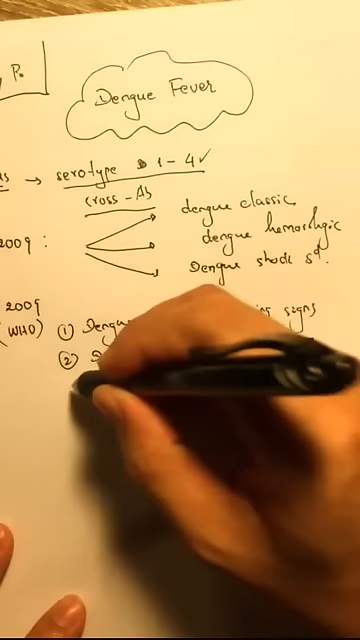 P.
Dengue Fever
→ serotype 1-4 ✓
cross-Ab
2009 : dengue classic
dengue hemorrhagic
Dengue shock sd.
2009
(WHO) ① Dengue signs
②